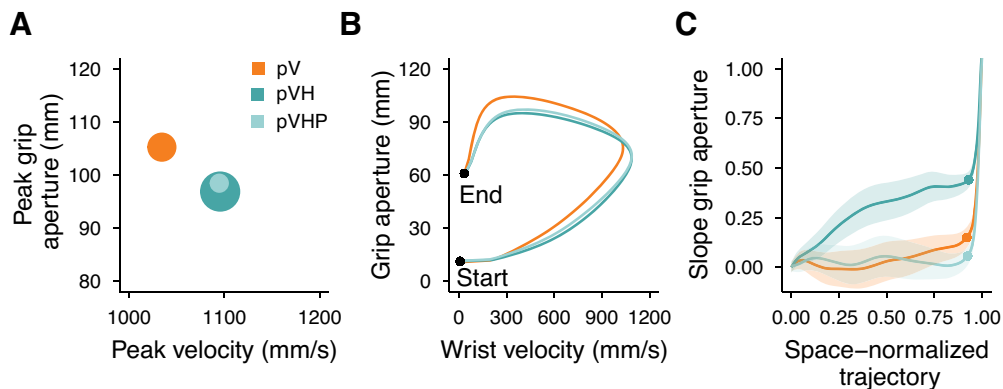 A
Peak grip
aperture (mm)
120
110
100
90
80
1000
1100
1200
Peak velocity (mm/s)
pV
pVH
pVHP
B
Grip aperture (mm)
120
90
60
30
0
0
300
600
900
1200
Wrist velocity (mm/s)
End
Start
C
Slope grip aperture
1.00
0.75
0.50
0.25
0.00
0.00
0.25
0.50
0.75
1.00
Space−normalized
trajectory